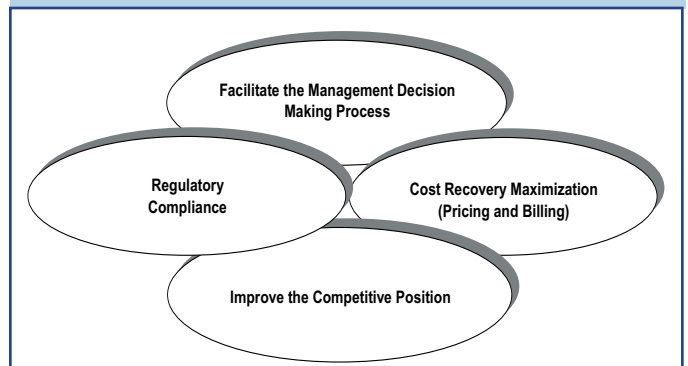 Facilitate the Management Decision
Making Process
Regulatory
Compliance
Cost Recovery Maximization
(Pricing and Billing)
Improve the Competitive Position